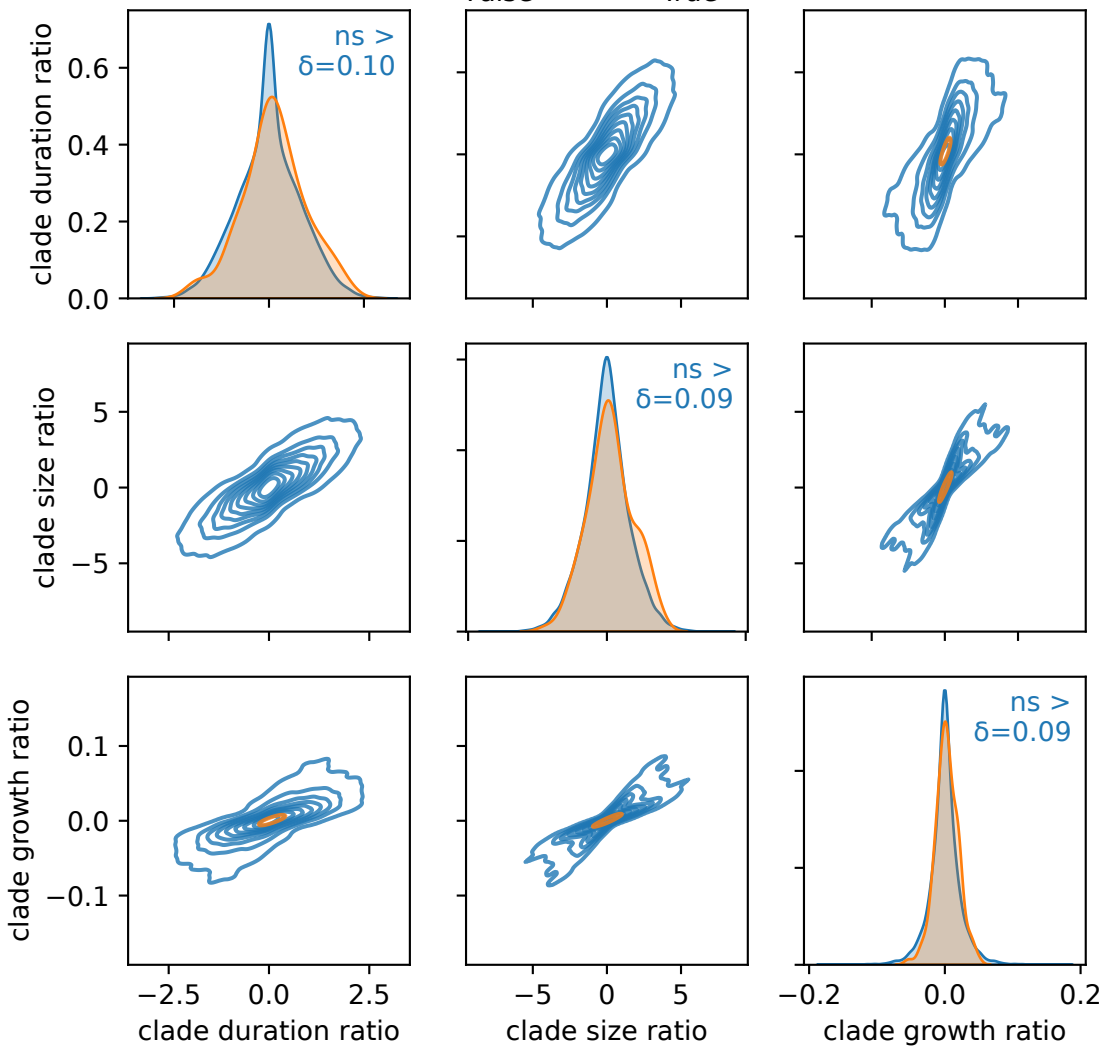 ns >
δ=0.10
clade duration ratio
0.6
0.4
0.2
0.0
ns >
δ=0.09
clade size ratio
5
0
−5
ns >
δ=0.09
clade growth ratio
0.1
0.0
−0.1
−2.5 0.0 2.5 −5 0 5 −0.2 0.0 0.2
clade duration ratio clade size ratio clade growth ratio